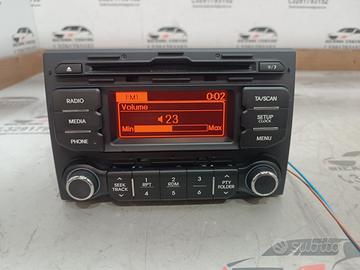 FM1 0:02
Volume
23
Min Max
RADIO
MEDIA
PHONE
TA/SCAN
SETUP
CLOCK
MENU
SEEK
TRACK
1 RPT 4
2 RDM 5
3 6
PTY
FOLDER
subito